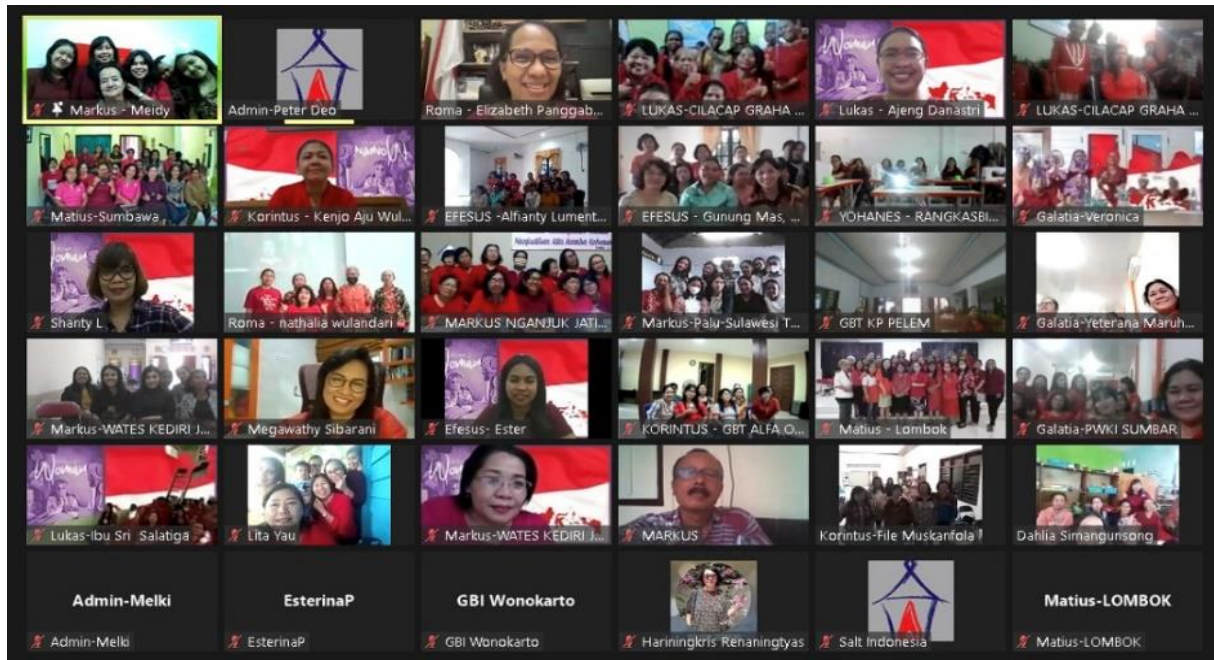 Woman
Markus - Meidy
Admin-Peter Deo
Roma - Elizabeth Panggab...
LUKAS-CILACAP GRAHA ...
Lukas - Ajeng Danastri
LUKAS-CILACAP GRAHA ...
Matius-Sumbawa
Korintus - Kenjo Aju Wul...
EFESUS -Alfianty Lument...
EFESUS - Gunung Mas, ...
YOHANES - RANGKASBI...
Galatia-Veronica
Shanty L
Roma - nathalia wulandari
MARKUS NGANJUK JATI...
Markus-Palu-Sulawesi T...
GBT KP PELEM
Galatia-Yeterana Maruh...
Markus-WATES KEDIRI J...
Megawathy Sibarani
Efesus- Ester
KORINTUS - GBT ALFA O...
Matius - Lombok
Galatia-PWKI SUMBAR
Woman
Lukas-Ibu Sri Salatiga
Lita Yau
Markus-WATES KEDIRI J...
MARKUS
Korintus-File Muskanfola
Dahlia Simangunsong
Admin-Melki
EsterinaP
GBI Wonokarto
Matius-LOMBOK
Admin-Melki
EsterinaP
GBI Wonokarto
Hariningkris Renaningtyas
Salt Indonesia
Matius-LOMBOK